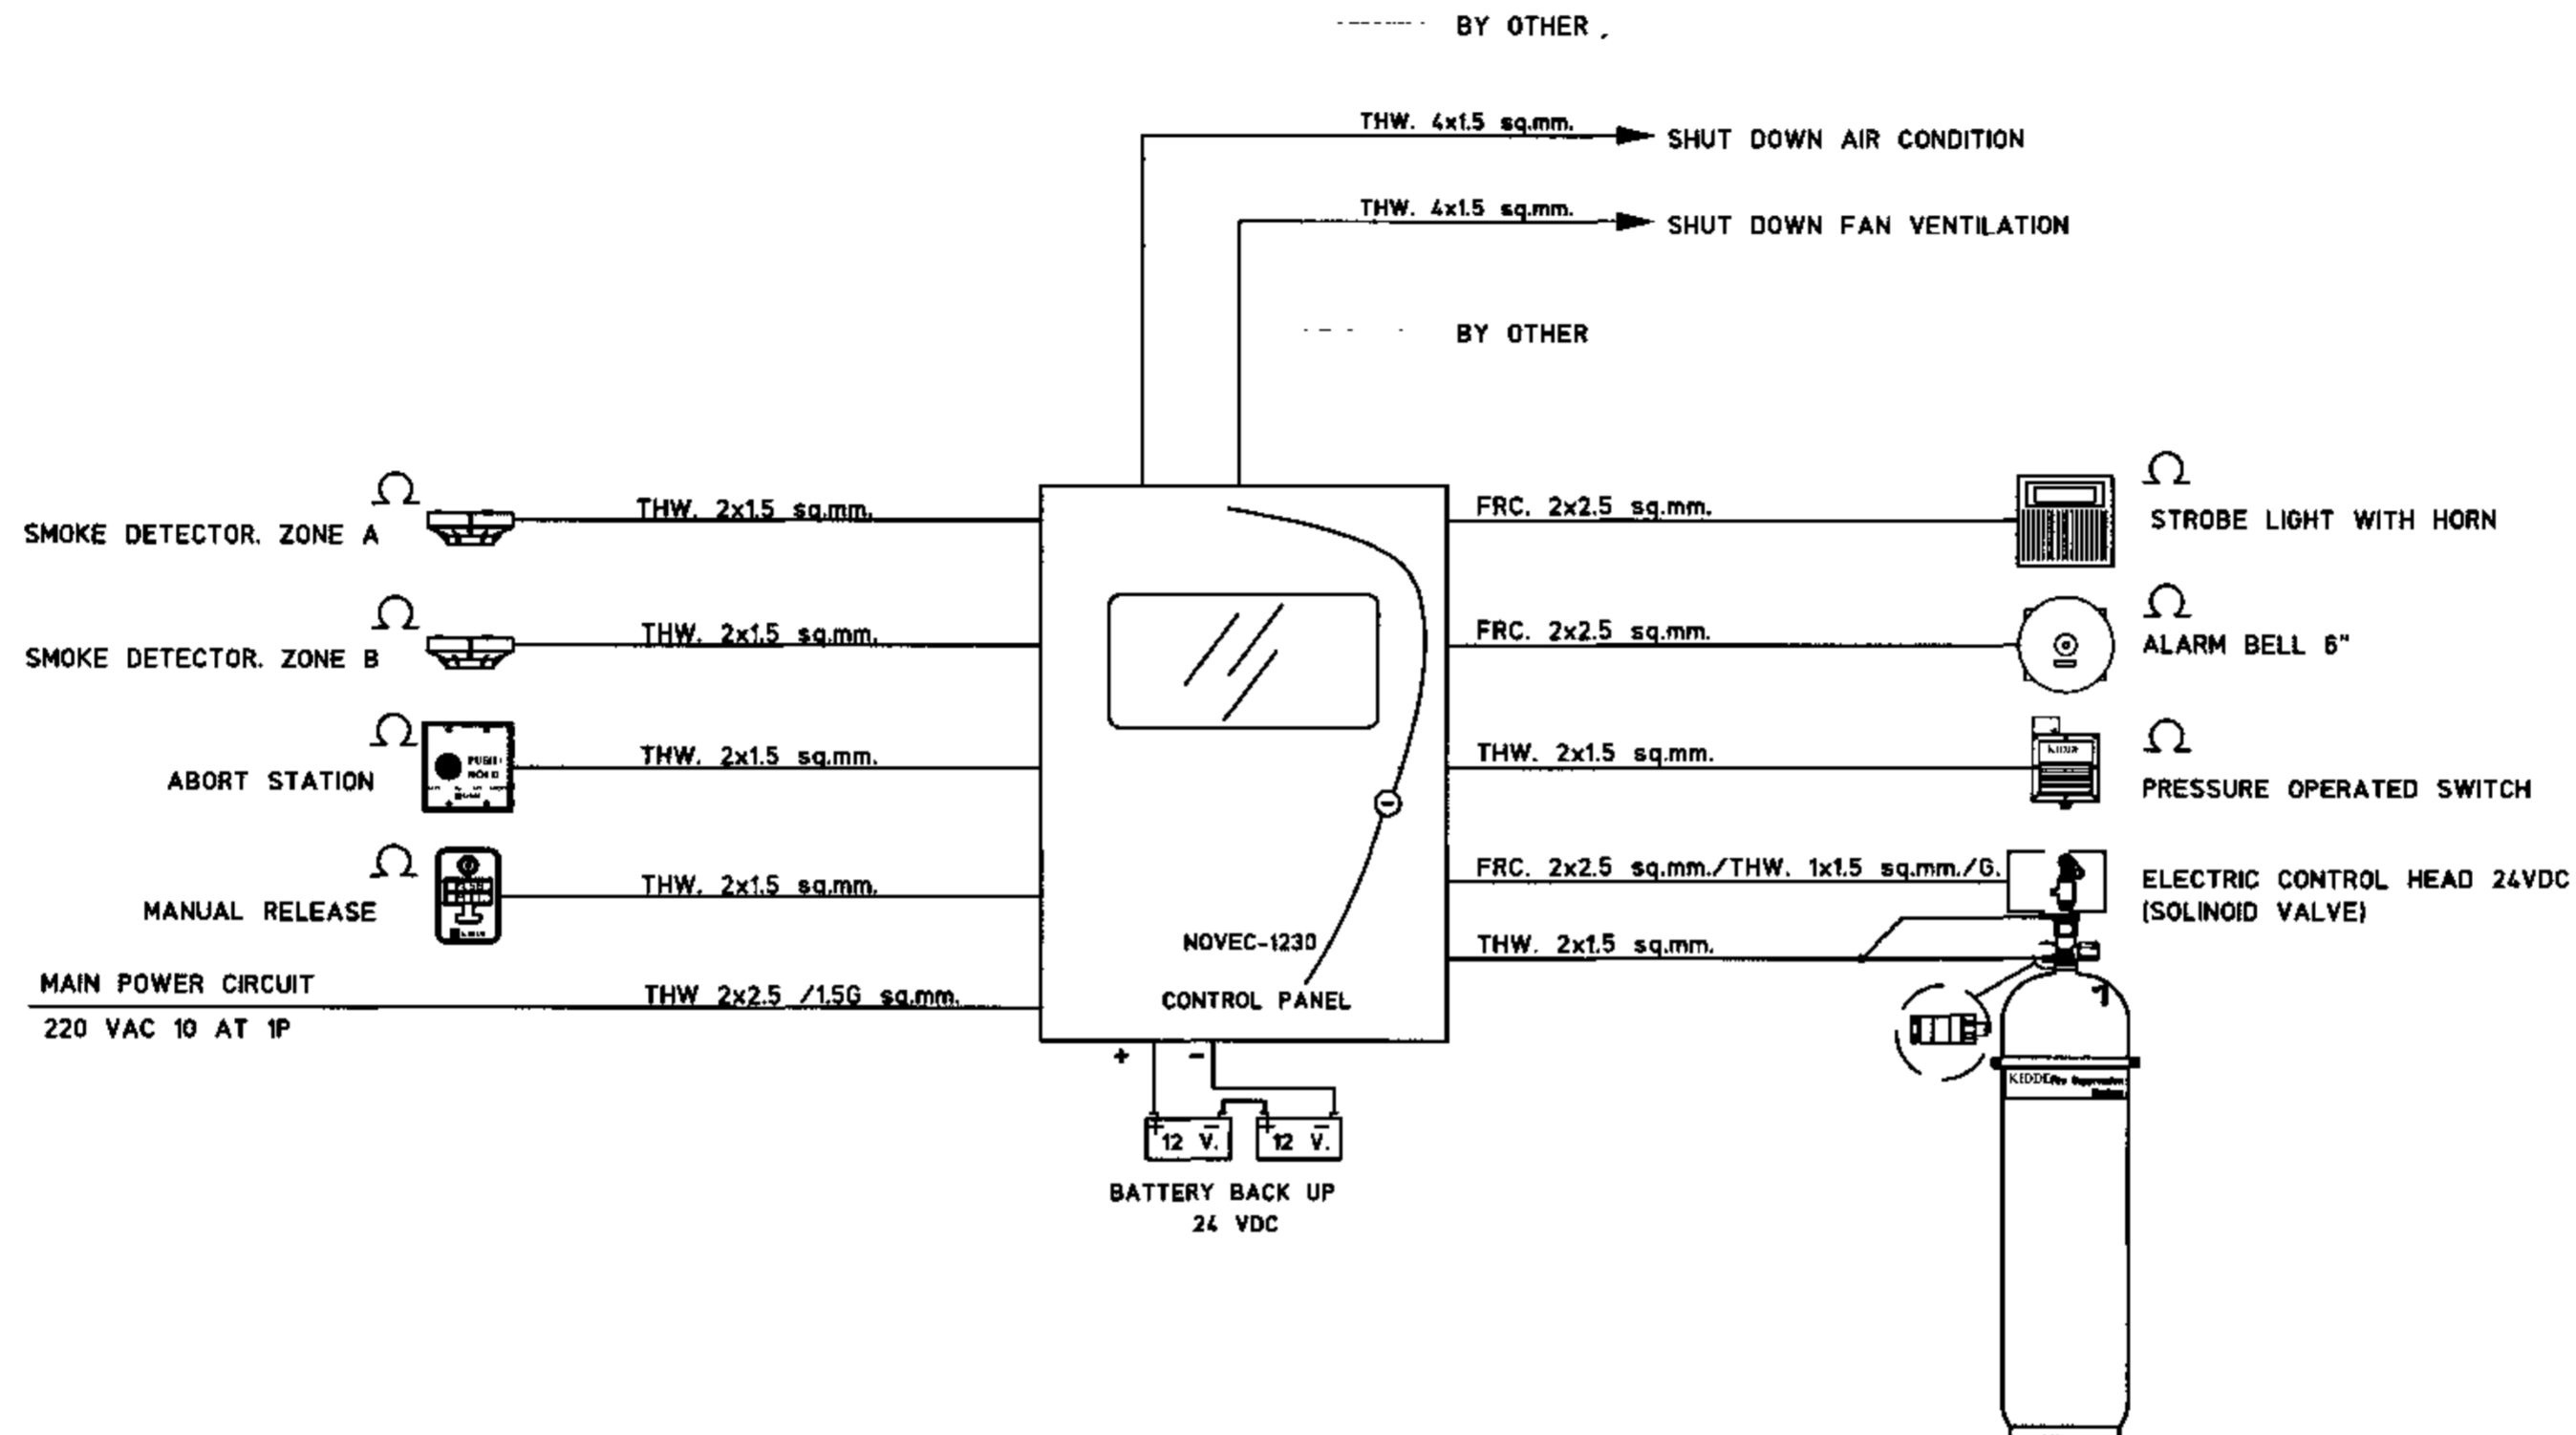 BY OTHER
THW. 4x1.5 sq.mm.
SHUT DOWN AIR CONDITION
THW. 4x1.5 sq.mm.
SHUT DOWN FAN VENTILATION
BY OTHER
Ω
SMOKE DETECTOR. ZONE A
THW. 2x1.5 sq.mm.
FRC. 2x2.5 sq.mm.
Ω
STROBE LIGHT WITH HORN
Ω
SMOKE DETECTOR. ZONE B
THW. 2x1.5 sq.mm.
FRC. 2x2.5 sq.mm.
Ω
ALARM BELL 6"
Ω
ABORT STATION
PUSH
HOLD
THW. 2x1.5 sq.mm.
THW. 2x1.5 sq.mm.
Ω
PRESSURE OPERATED SWITCH
Ω
MANUAL RELEASE
THW. 2x1.5 sq.mm.
FRC. 2x2.5 sq.mm./THW. 1x1.5 sq.mm./G.
ELECTRIC CONTROL HEAD 24VDC
(SOLINOID VALVE)
THW. 2x1.5 sq.mm.
NOVEC-1230
CONTROL PANEL
MAIN POWER CIRCUIT
THW 2x2.5 /1.5G sq.mm.
220 VAC 10 AT 1P
1
KIDDE Fire Suppression
+ -
+ - + -
12 V. 12 V.
BATTERY BACK UP
24 VDC